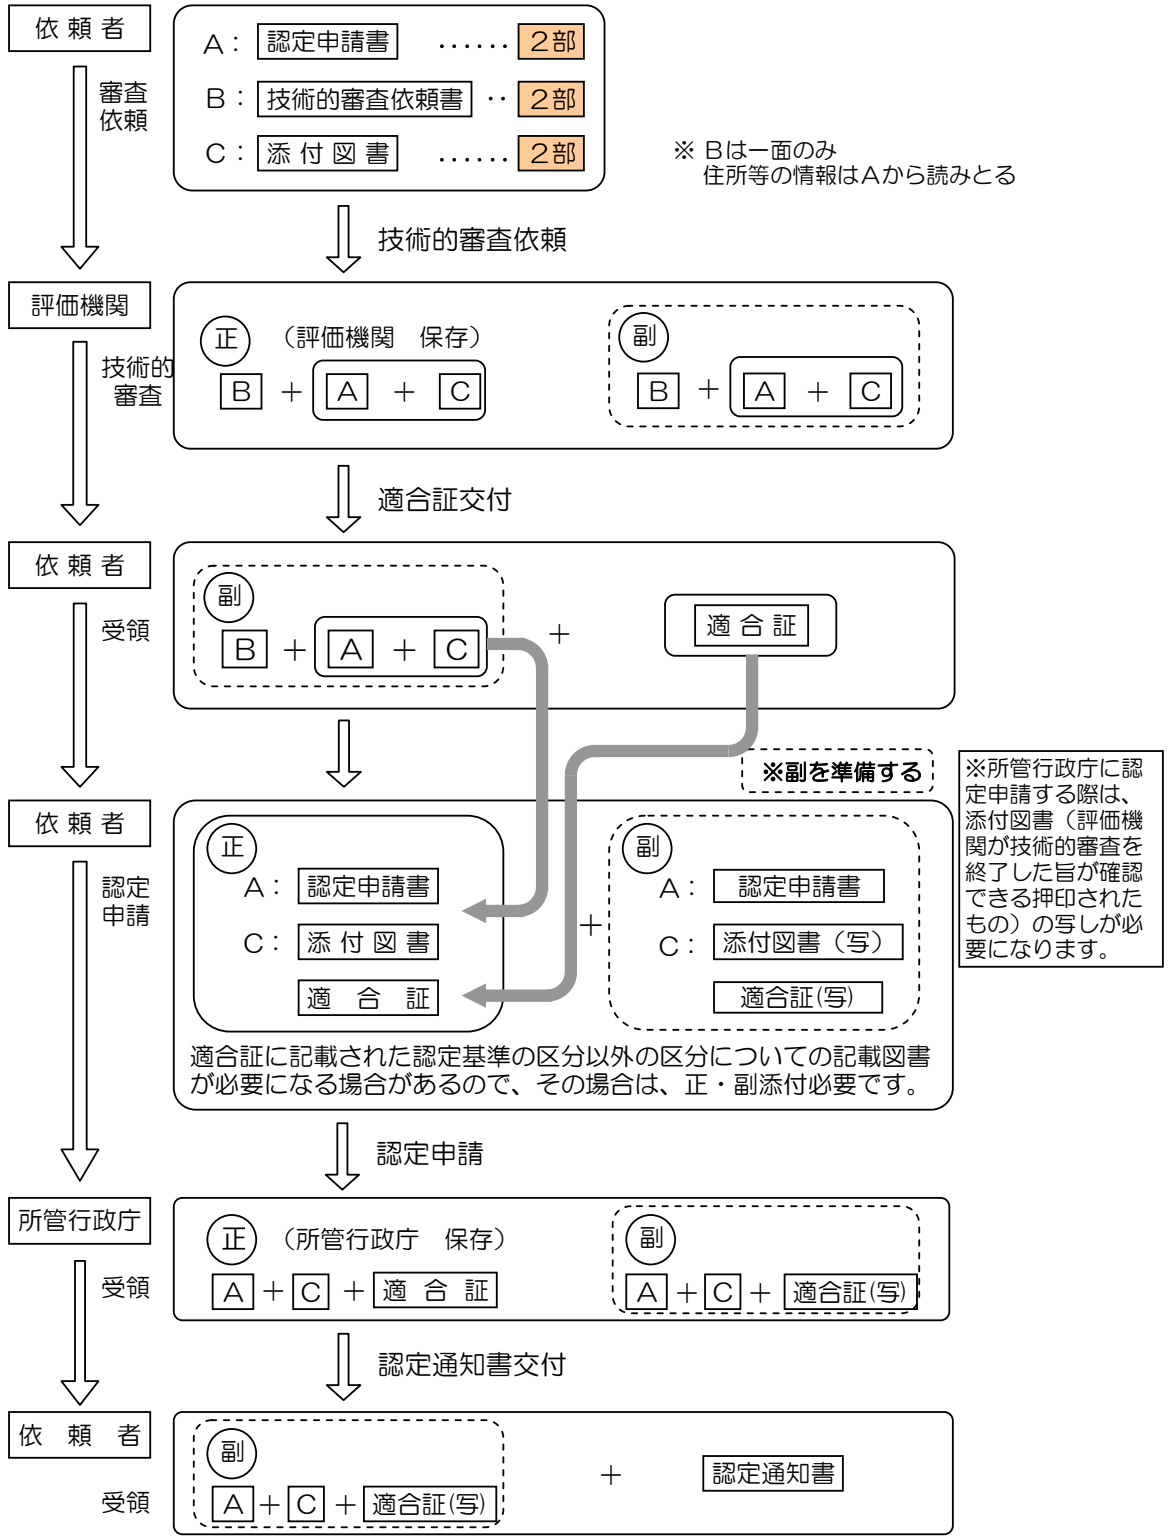 依 頼 者
審査
依頼
A： 認定申請書 …… 2部
B： 技術的審査依頼書 ‥ 2部
C： 添 付 図 書 …… 2部
※ Bは一面のみ
住所等の情報はAから読みとる
技術的審査依頼
評価機関
技術的
審査
正 （評価機関　保存）
B ＋ A ＋ C
副
B ＋ A ＋ C
適合証交付
依 頼 者
受領
副
B ＋ A ＋ C
＋
適 合 証
※副を準備する
※所管行政庁に認
定申請する際は、
添付図書（評価機
関が技術的審査を
終了した旨が確認
できる押印された
もの）の写しが必
要になります。
依 頼 者
認定
申請
正
A： 認定申請書
C： 添 付 図 書
適　合　証
＋
副
A： 認定申請書
C： 添付図書（写）
適合証(写)
適合証に記載された認定基準の区分以外の区分についての記載図書
が必要になる場合があるので、その場合は、正・副添付必要です。
認定申請
所管行政庁
受領
正 （所管行政庁　保存）
A ＋ C ＋ 適 合 証
副
A ＋ C ＋ 適合証(写)
認定通知書交付
依　頼　者
受領
副
A ＋ C ＋ 適合証(写)
＋
認定通知書